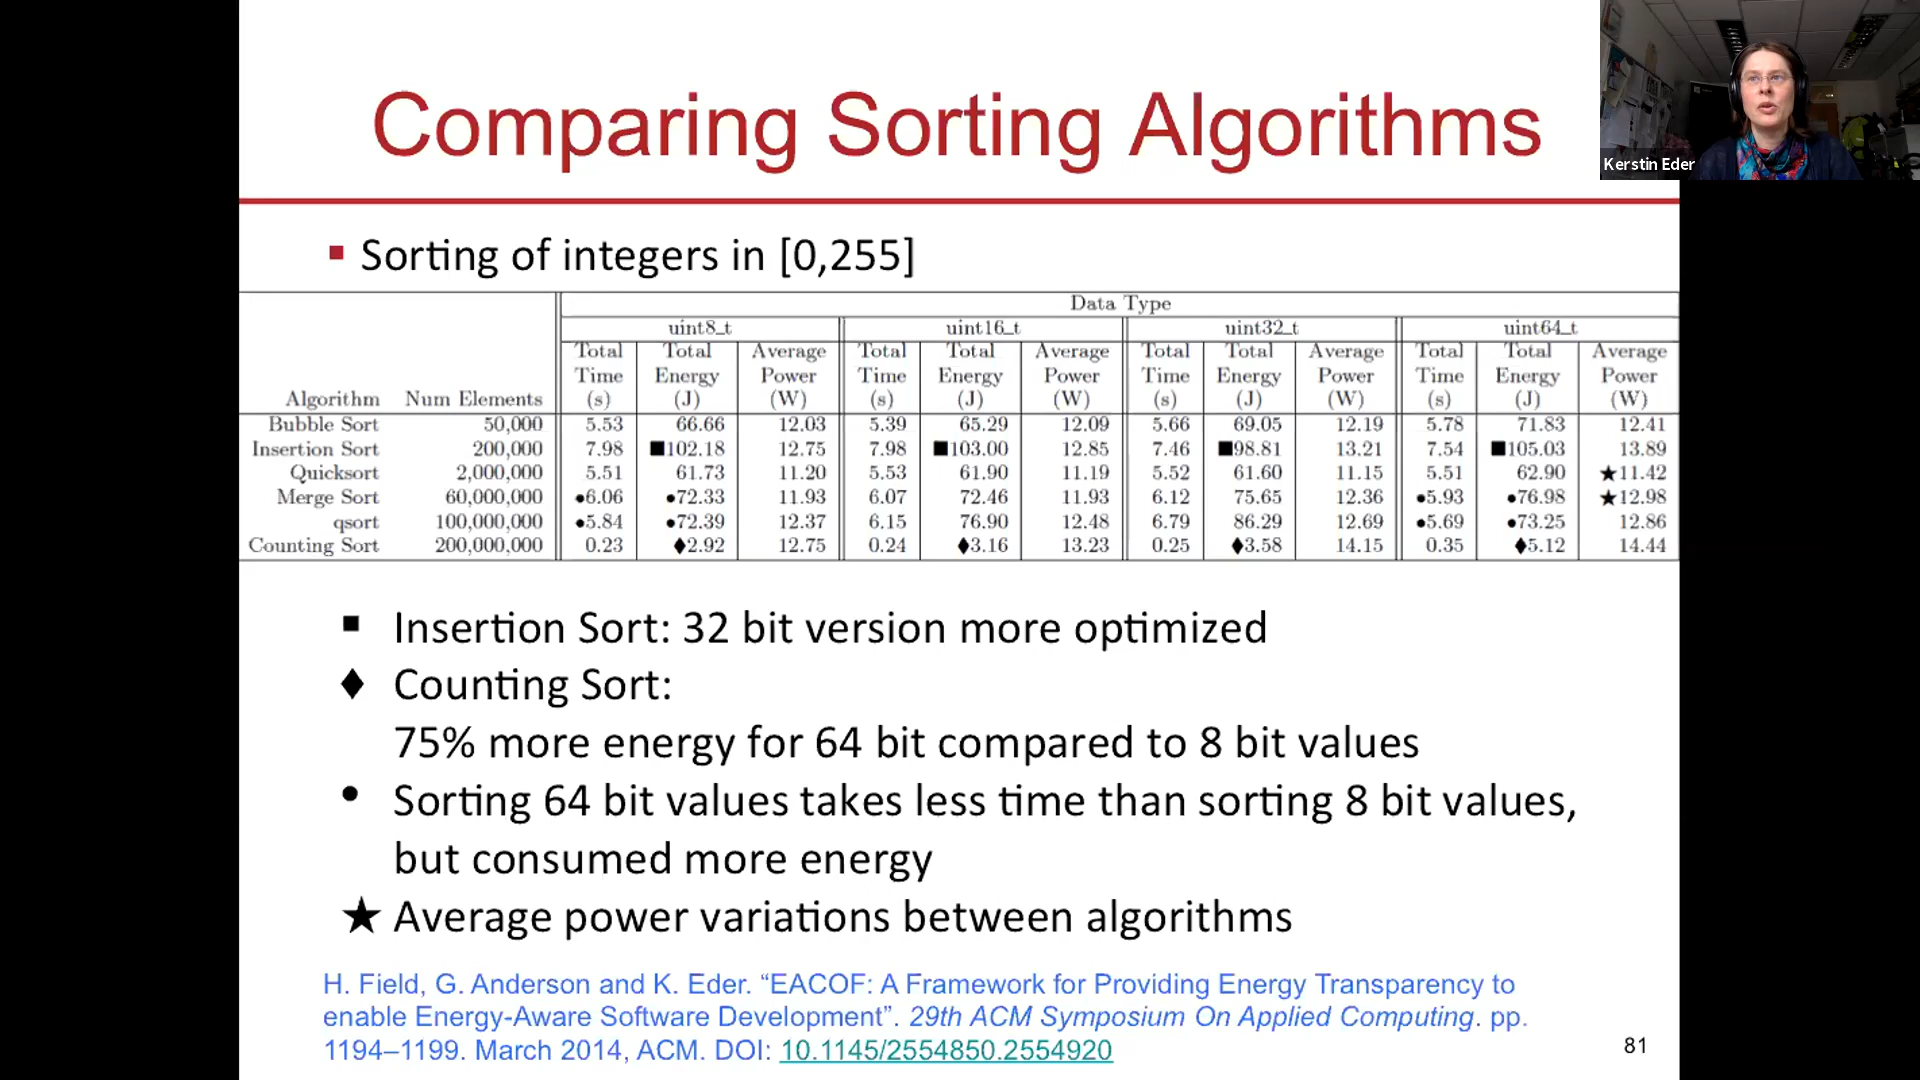 Comparing Sorting Algorithms
Kerstin Eder
▪ Sorting of integers in [0,255]
Data Type
uint8_t uint16_t uint32_t uint64_t
Total Total Average Total Total Average Total Total Average Total Total Average
Time Energy Power Time Energy Power Time Energy Power Time Energy Power
Algorithm Num Elements (s) (J) (W) (s) (J) (W) (s) (J) (W) (s) (J) (W)
Bubble Sort 50,000 5.53 66.66 12.03 5.39 65.29 12.09 5.66 69.05 12.19 5.78 71.83 12.41
Insertion Sort 200,000 7.98 ■102.18 12.75 7.98 ■103.00 12.85 7.46 ■98.81 13.21 7.54 ■105.03 13.89
Quicksort 2,000,000 5.51 61.73 11.20 5.53 61.90 11.19 5.52 61.60 11.15 5.51 62.90 ★11.42
Merge Sort 60,000,000 •6.06 •72.33 11.93 6.07 72.46 11.93 6.12 75.65 12.36 •5.93 •76.98 ★12.98
qsort 100,000,000 •5.84 •72.39 12.37 6.15 76.90 12.48 6.79 86.29 12.69 •5.69 •73.25 12.86
Counting Sort 200,000,000 0.23 ♦2.92 12.75 0.24 ♦3.16 13.23 0.25 ♦3.58 14.15 0.35 ♦5.12 14.44
▪ Insertion Sort: 32 bit version more optimized
♦ Counting Sort:
75% more energy for 64 bit compared to 8 bit values
• Sorting 64 bit values takes less time than sorting 8 bit values,
but consumed more energy
★ Average power variations between algorithms
H. Field, G. Anderson and K. Eder. “EACOF: A Framework for Providing Energy Transparency to
enable Energy-Aware Software Development”. 29th ACM Symposium On Applied Computing. pp.
1194–1199. March 2014, ACM. DOI: 10.1145/2554850.2554920
81